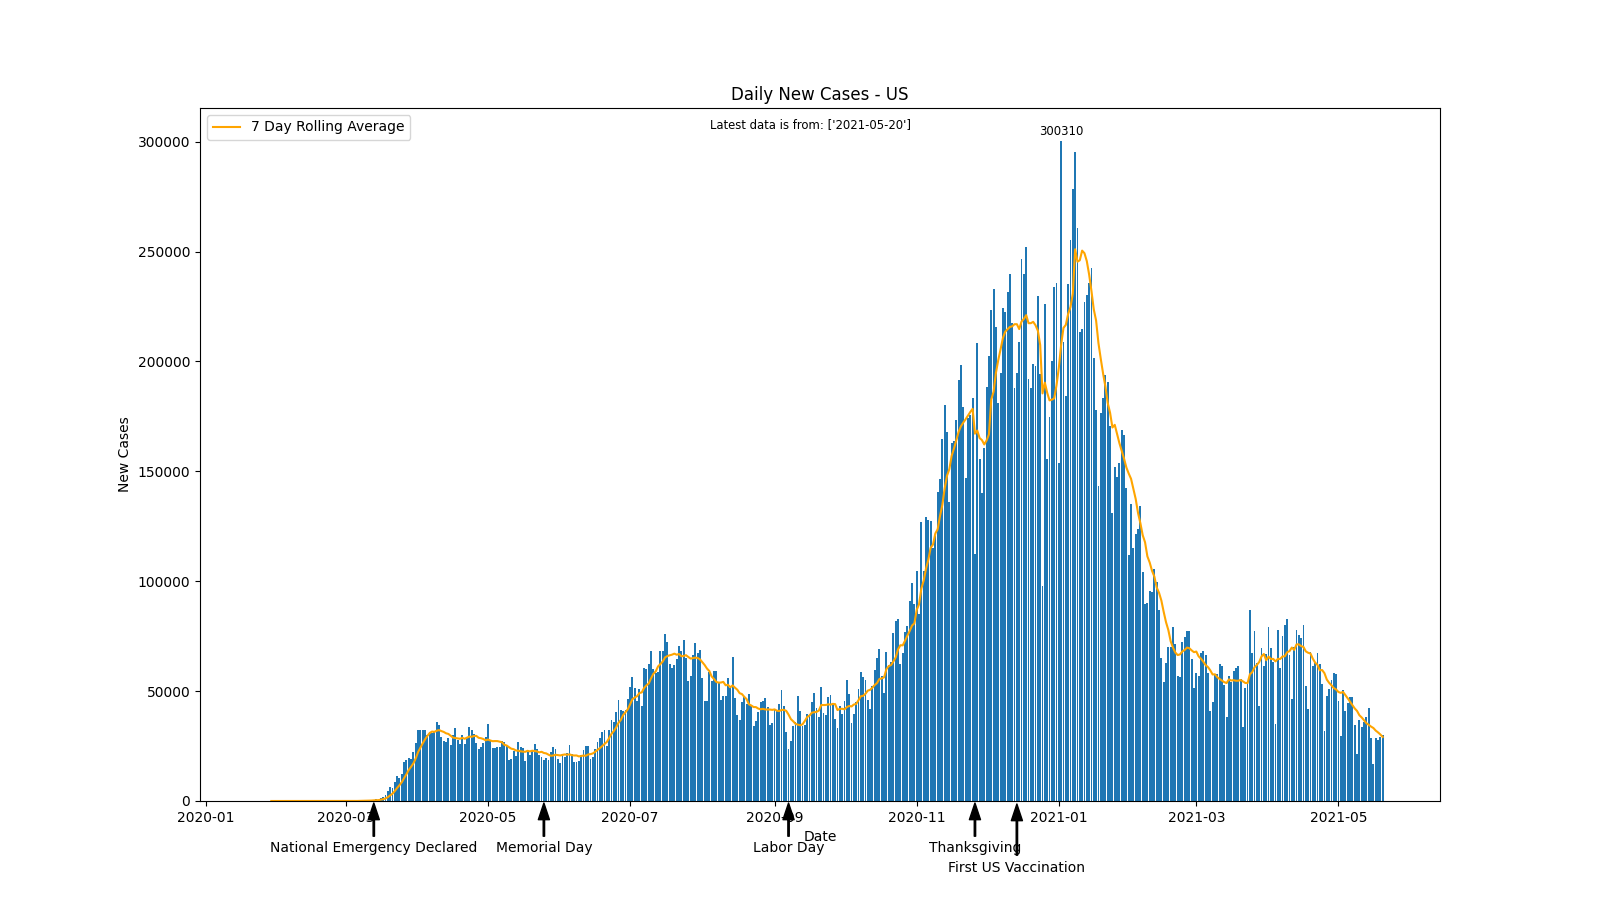 Daily New Cases - US
7 Day Rolling Average
Latest data is from: ['2021-05-20']
300310
300000
250000
200000
150000
100000
50000
0
New Cases
2020-01 2020-03 2020-05 2020-07 2020-09 2020-11 2021-01 2021-03 2021-05
Date
National Emergency Declared Memorial Day Labor Day Thanksgiving
First US Vaccination